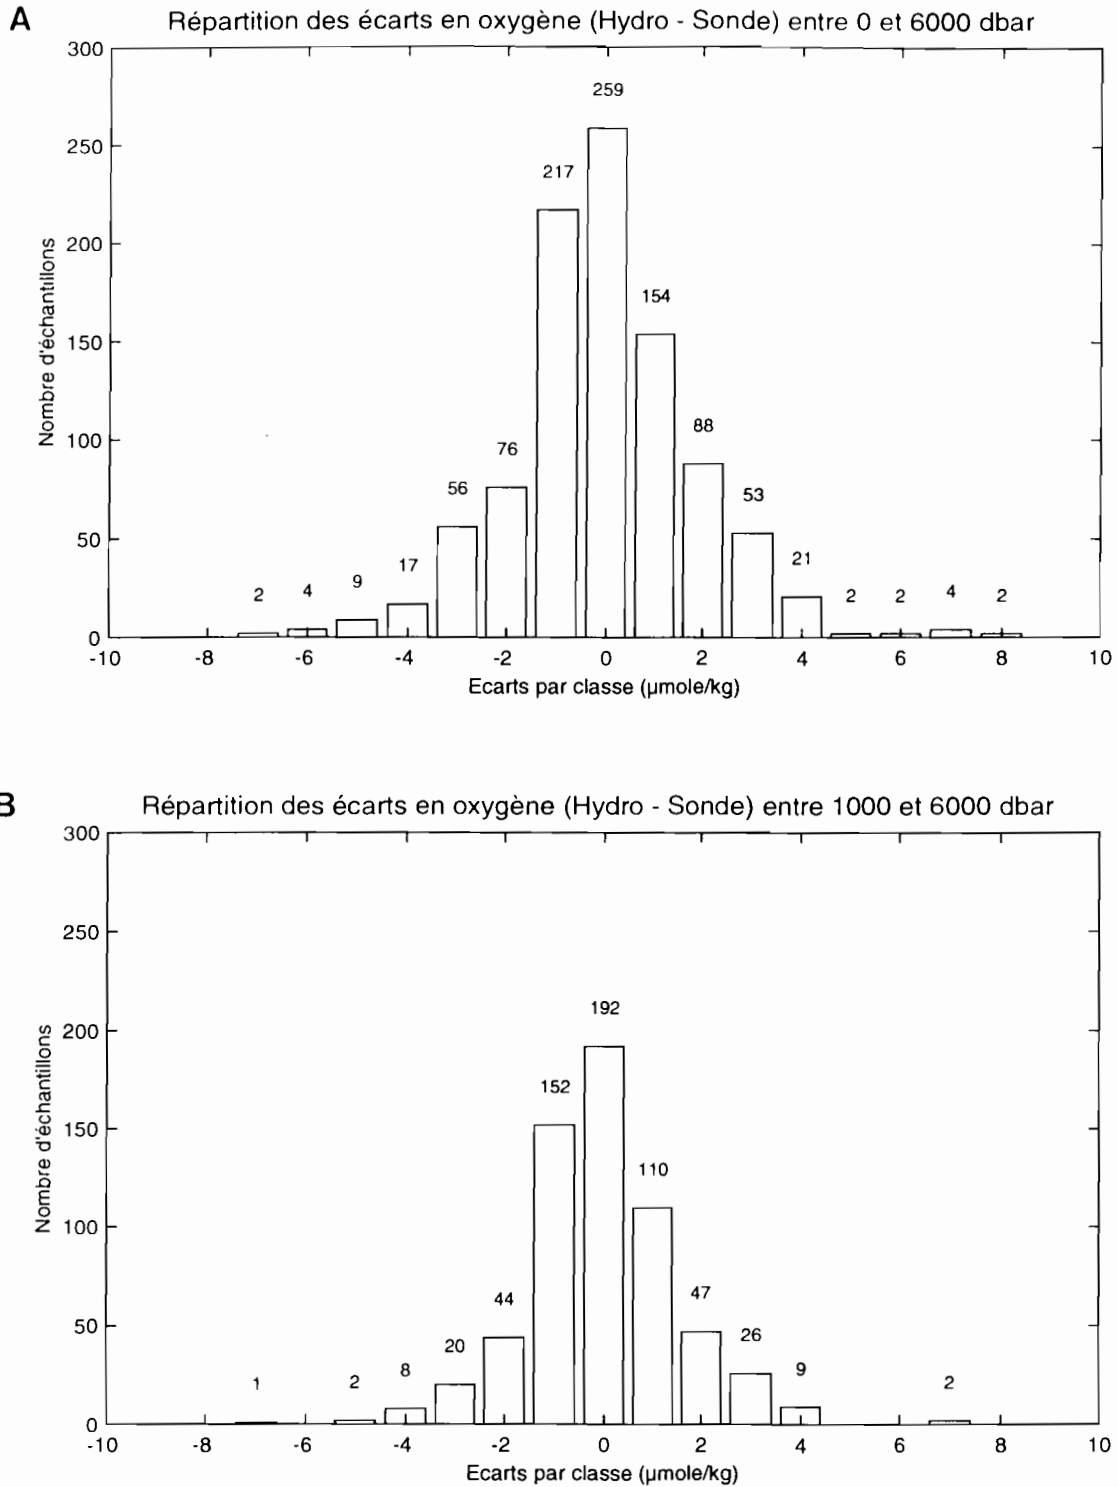 A
Répartition des écarts en oxygène (Hydro - Sonde) entre 0 et 6000 dbar
300
250
200
150
100
50
0
Nombre d'échantillons
2 4 9 17 56 76 217 259 154 88 53 21 2 2 4 2
-10 -8 -6 -4 -2 0 2 4 6 8 10
Ecarts par classe (µmole/kg)
B
Répartition des écarts en oxygène (Hydro - Sonde) entre 1000 et 6000 dbar
300
250
200
150
100
50
0
Nombre d'échantillons
1 2 8 20 44 152 192 110 47 26 9 2
-10 -8 -6 -4 -2 0 2 4 6 8 10
Ecarts par classe (µmole/kg)